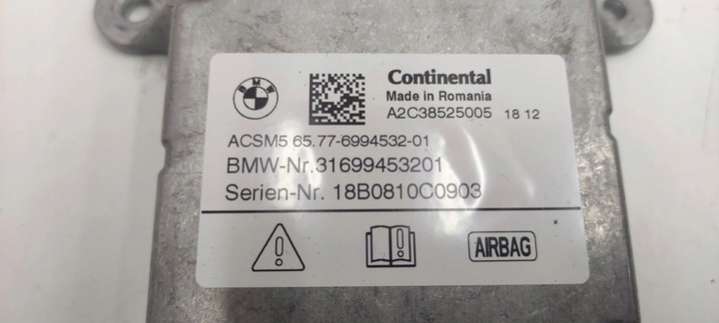 BMW
Continental
Made in Romania
A2C38525005 18 12
ACSM5 65.77-6994532-01
BMW-Nr.31699453201
Serien-Nr. 18B0810C0903
AIRBAG